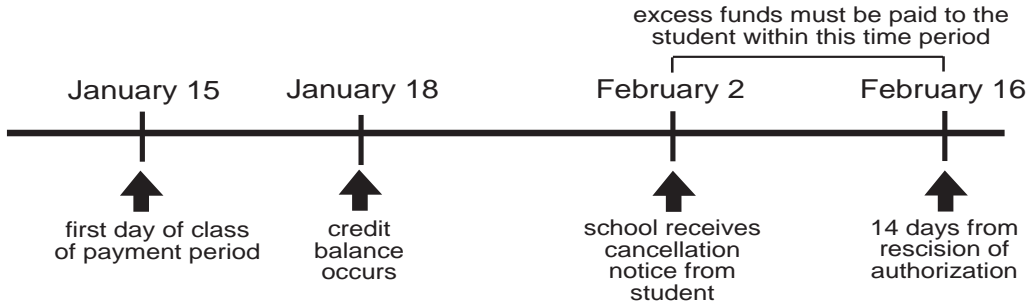 excess funds must be paid to the
student within this time period
January 15
January 18
February 2
February 16
first day of class
of payment period
credit
balance
occurs
school receives
cancellation
notice from
student
14 days from
rescision of
authorization